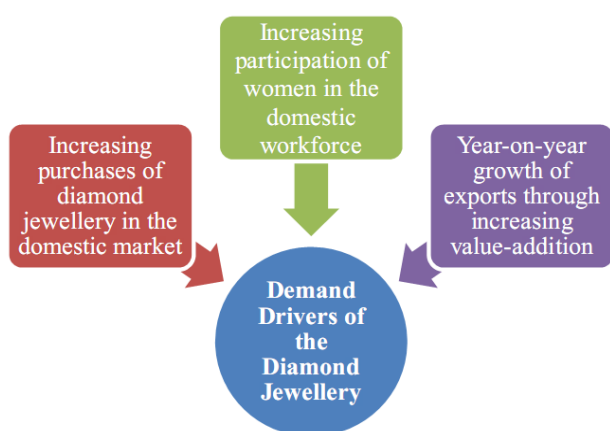 Increasing
purchases of
diamond
jewellery in the
domestic market
Increasing
participation of
women in the
domestic
workforce
Year-on-year
growth of
exports through
increasing
value-addition
Demand
Drivers of
the
Diamond
Jewellery